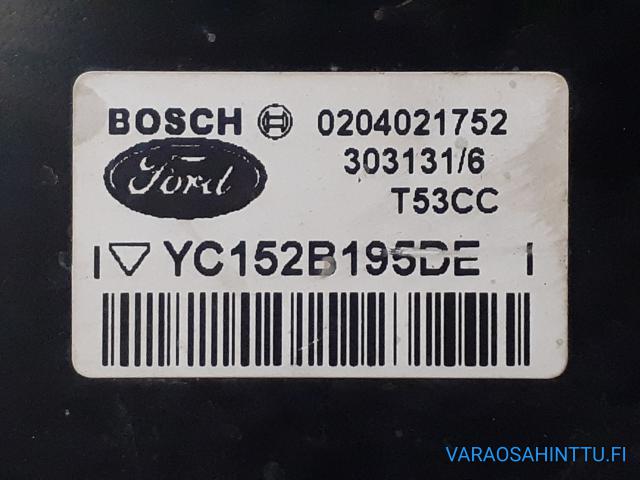 BOSCH 0204021752
Ford 303131/6
T53CC
I ▽ YC152B195DE I
VARAOSAHINTTU.FI